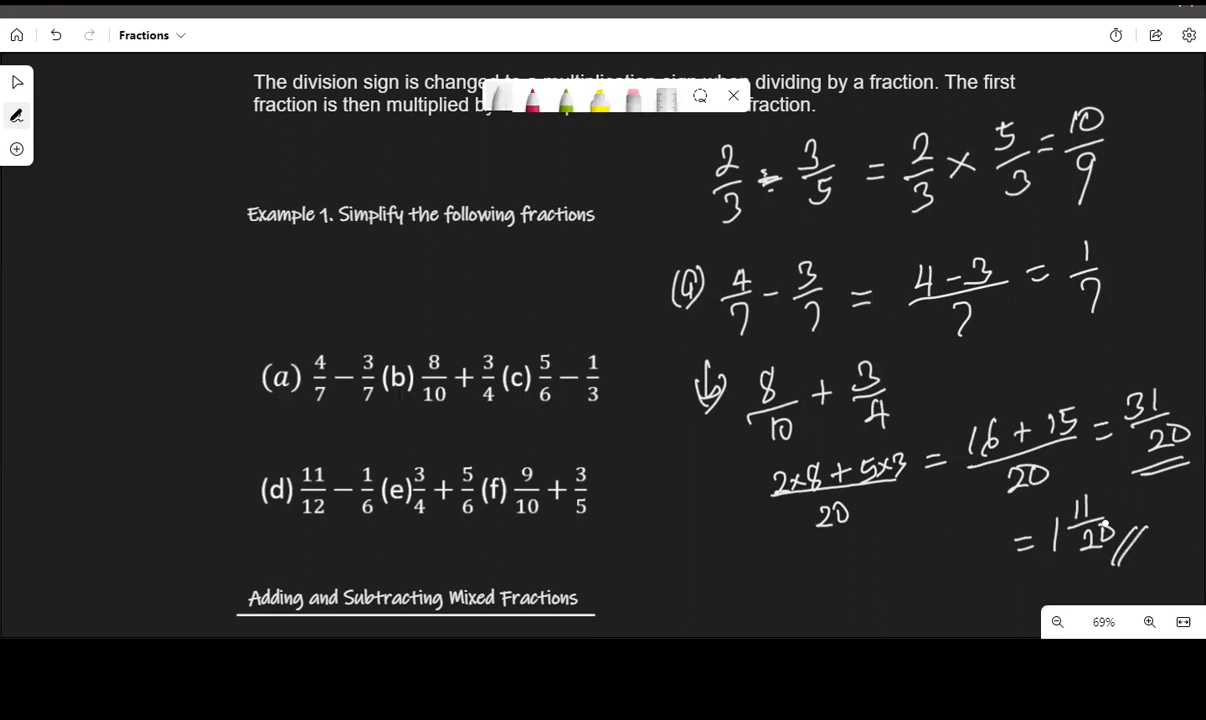 Fractions
The division sign is changed to a multiplication sign when dividing by a fraction. The first
fraction is then multiplied by fraction.
2/3 ÷ 3/5 = 2/3 × 5/3 = 10/9
Example 1. Simplify the following fractions
(a) 4/7 - 3/7 = 4-3/7 = 1/7
(a) 4/7 − 3/7 (b) 8/10 + 3/4 (c) 5/6 − 1/3
(b) 8/10 + 3/4
2×8 + 5×3/20 = 16 + 15/20 = 31/20
(d) 11/12 − 1/6 (e) 3/4 + 5/6 (f) 9/10 + 3/5
= 1 11/20
Adding and Subtracting Mixed Fractions
69%